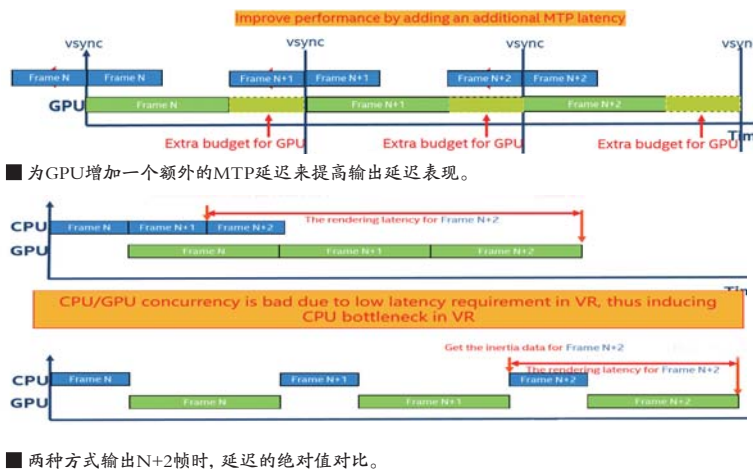 Improve performance by adding an additional MTP latency
vsync vsync vsync vsyn
Frame N Frame N Frame N+1 Frame N+1 Frame N+2 Frame N+2
GPU Frame N Frame N+1 Frame N+2
Extra budget for GPU Extra budget for GPU Extra budget for GPU Tim
■ 为GPU增加一个额外的MTP延迟来提高输出延迟表现。
The rendering latency for Frame N+2
CPU Frame N Frame N+1 Frame N+2
GPU Frame N Frame N+1 Frame N+2
CPU/GPU concurrency is bad due to low latency requirement in VR, thus inducing
CPU bottleneck in VR
Get the inertia data for Frame N+2
The rendering latency for Frame N+2
CPU Frame N Frame N+1 Frame N+2
GPU Frame N Frame N+1 Frame N+2
■ 两种方式输出N+2帧时, 延迟的绝对值对比。